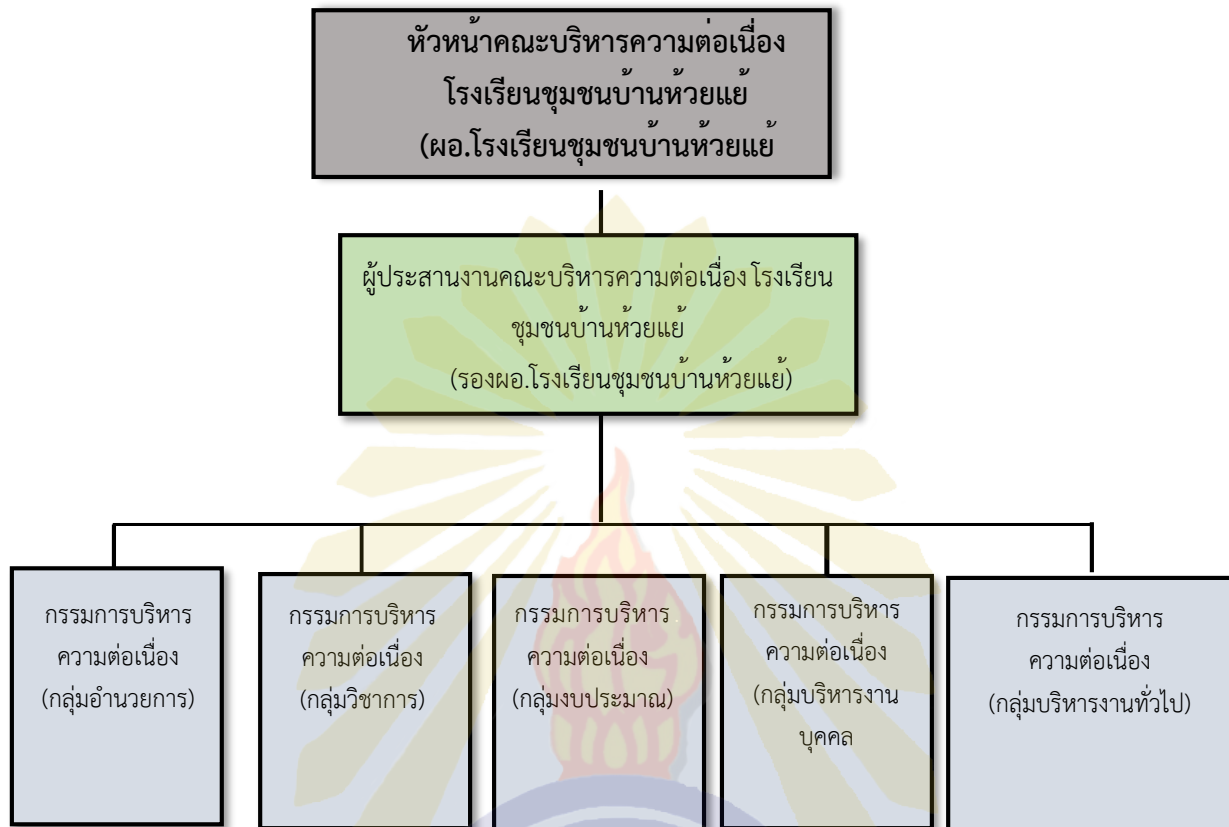 หัวหน้าคณะบริหารความต่อเนื่อง
โรงเรียนชุมชนบ้านห้วยแย้
(ผอ.โรงเรียนชุมชนบ้านห้วยแย้
ผู้ประสานงานคณะบริหารความต่อเนื่อง โรงเรียน
ชุมชนบ้านห้วยแย้
(รองผอ.โรงเรียนชุมชนบ้านห้วยแย้)
กรรมการบริหาร
ความต่อเนื่อง
(กลุ่มอำนวยการ)
กรรมการบริหาร
ความต่อเนื่อง
(กลุ่มวิชาการ)
กรรมการบริหาร
ความต่อเนื่อง
(กลุ่มงบประมาณ)
กรรมการบริหาร
ความต่อเนื่อง
(กลุ่มบริหารงาน
บุคคล
กรรมการบริหาร
ความต่อเนื่อง
(กลุ่มบริหารงานทั่วไป)